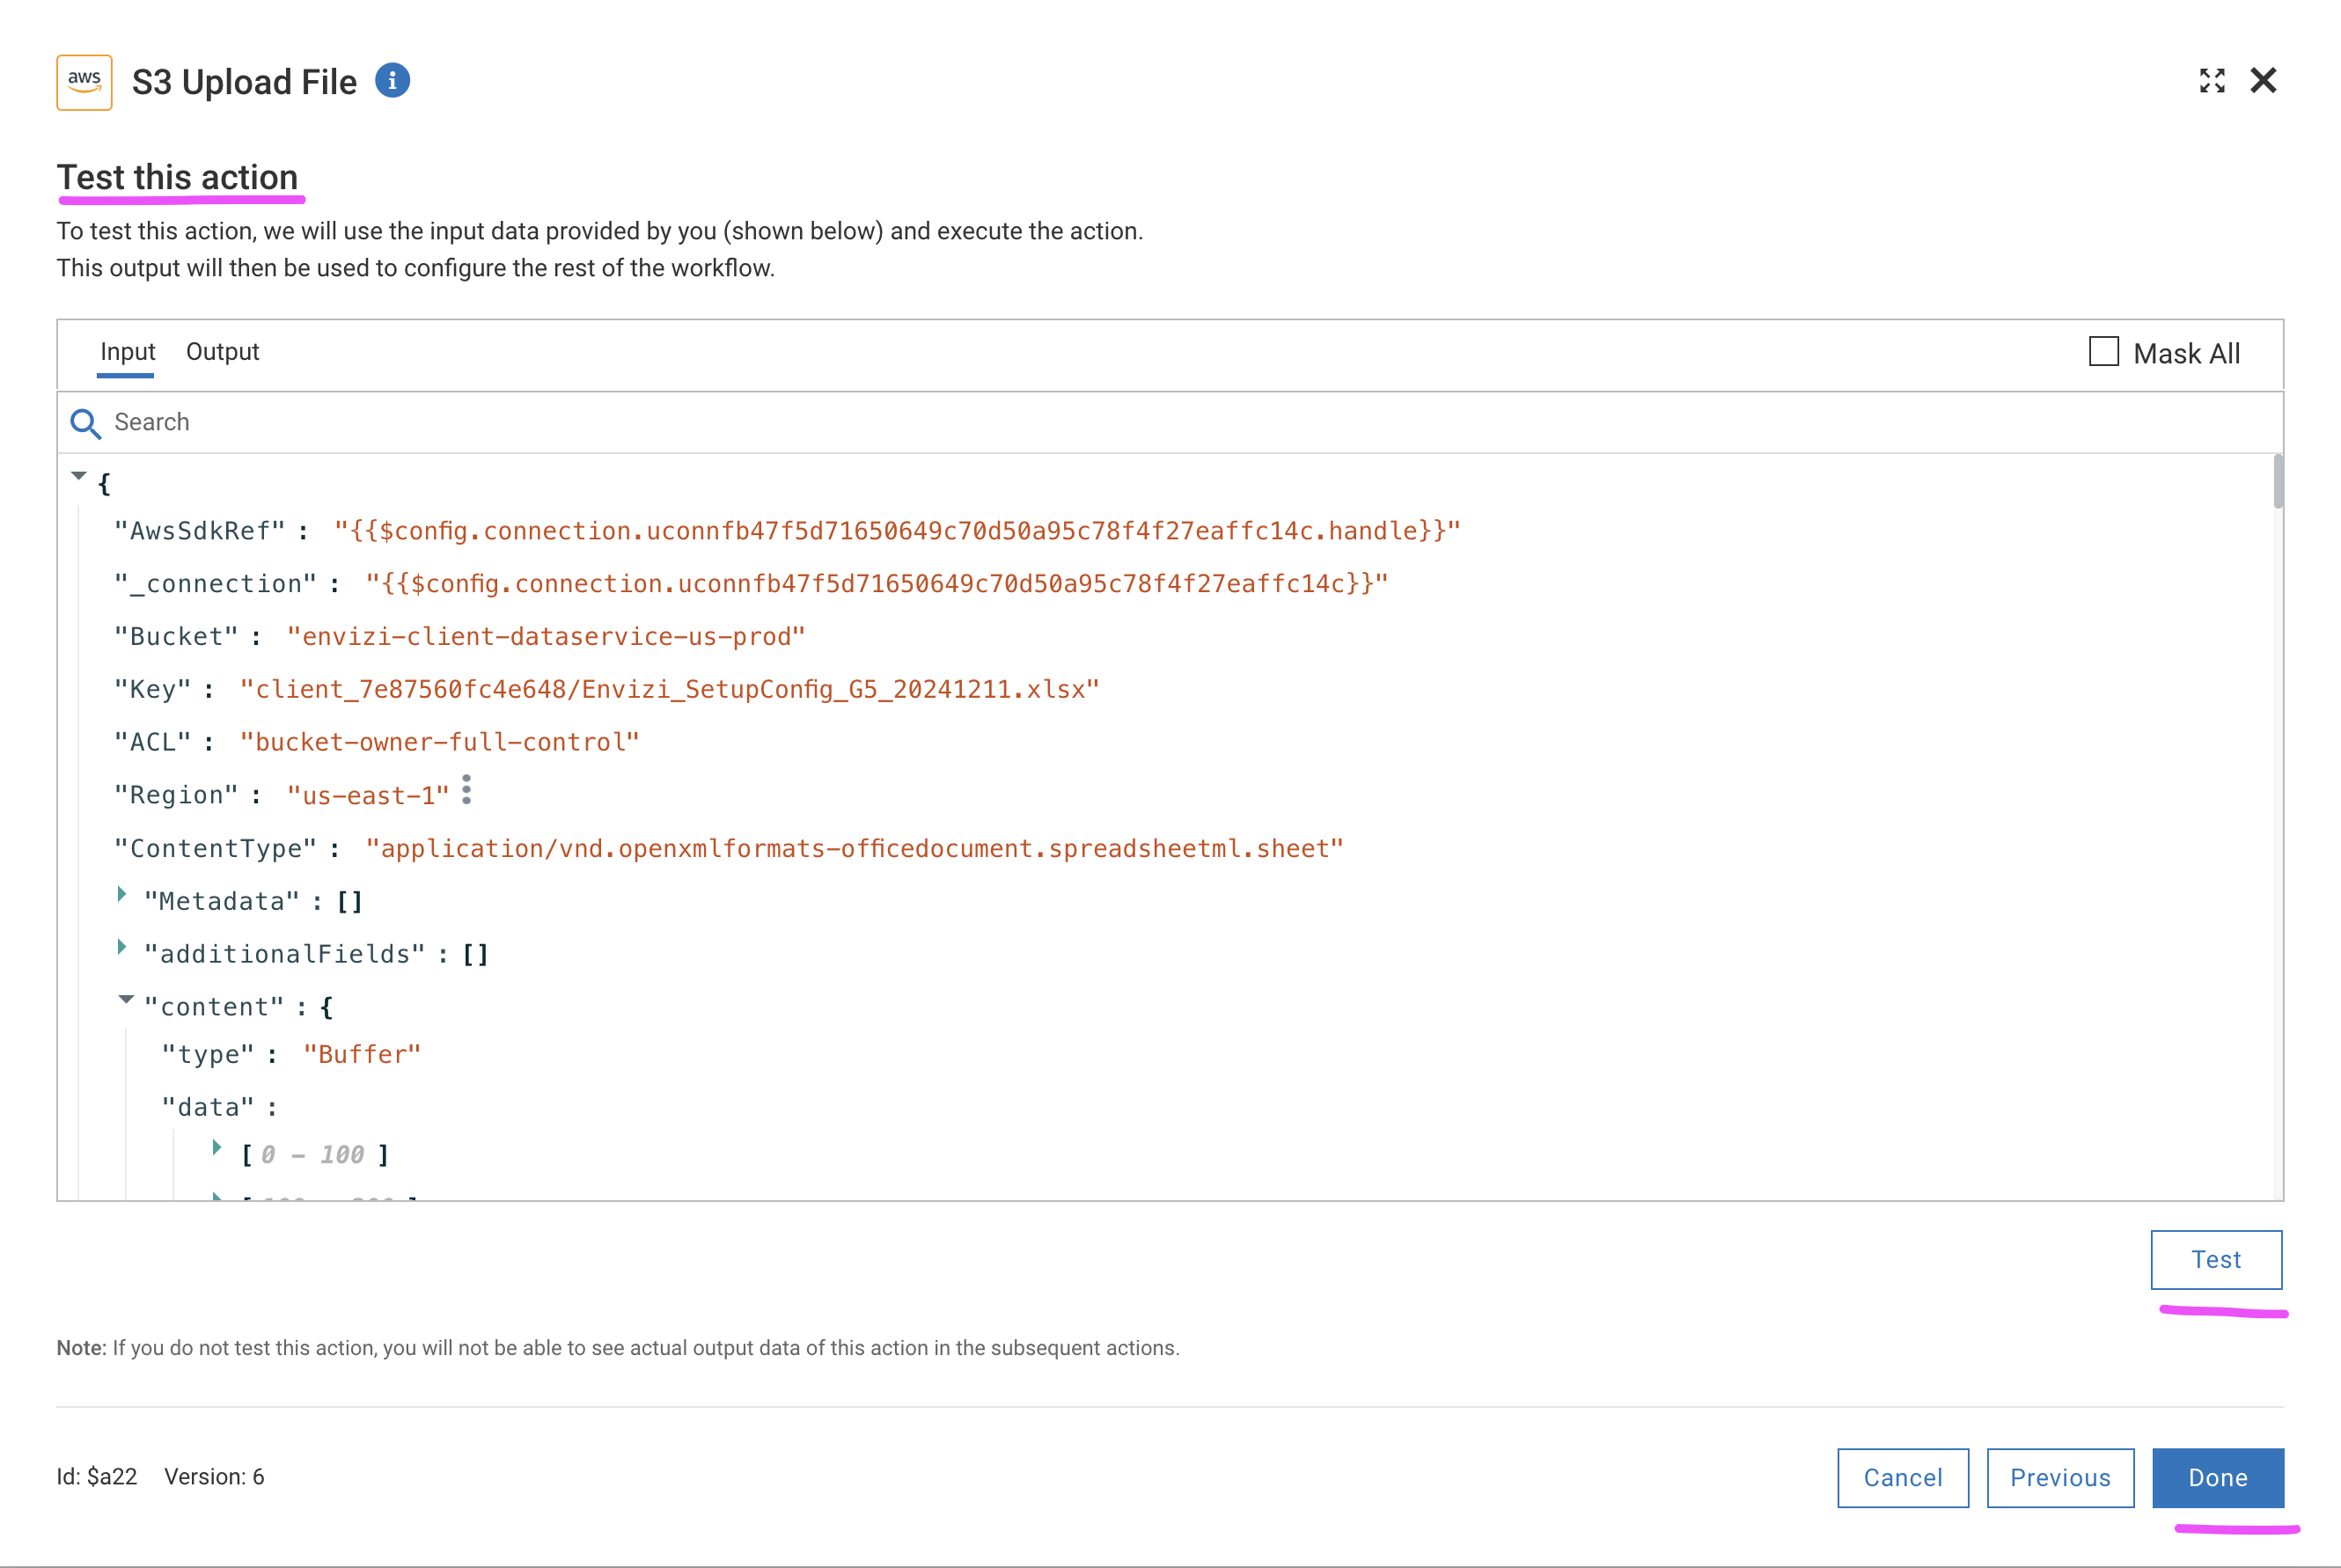 aws S3 Upload File i
Test this action
To test this action, we will use the input data provided by you (shown below) and execute the action.
This output will then be used to configure the rest of the workflow.
Input Output Mask All
Search
{
"AwsSdkRef" : "{{$config.connection.uconnfb47f5d71650649c70d50a95c78f4f27eaffc14c.handle}}"
"_connection" : "{{$config.connection.uconnfb47f5d71650649c70d50a95c78f4f27eaffc14c}}"
"Bucket" : "envizi-client-dataservice-us-prod"
"Key" : "client_7e87560fc4e648/Envizi_SetupConfig_G5_20241211.xlsx"
"ACL" : "bucket-owner-full-control"
"Region" : "us-east-1"
"ContentType" : "application/vnd.openxmlformats-officedocument.spreadsheetml.sheet"
"Metadata" : []
"additionalFields" : []
"content" : {
"type" : "Buffer"
"data" :
[ 0 – 100 ]
Test
Note: If you do not test this action, you will not be able to see actual output data of this action in the subsequent actions.
Id: $a22 Version: 6
Cancel Previous Done